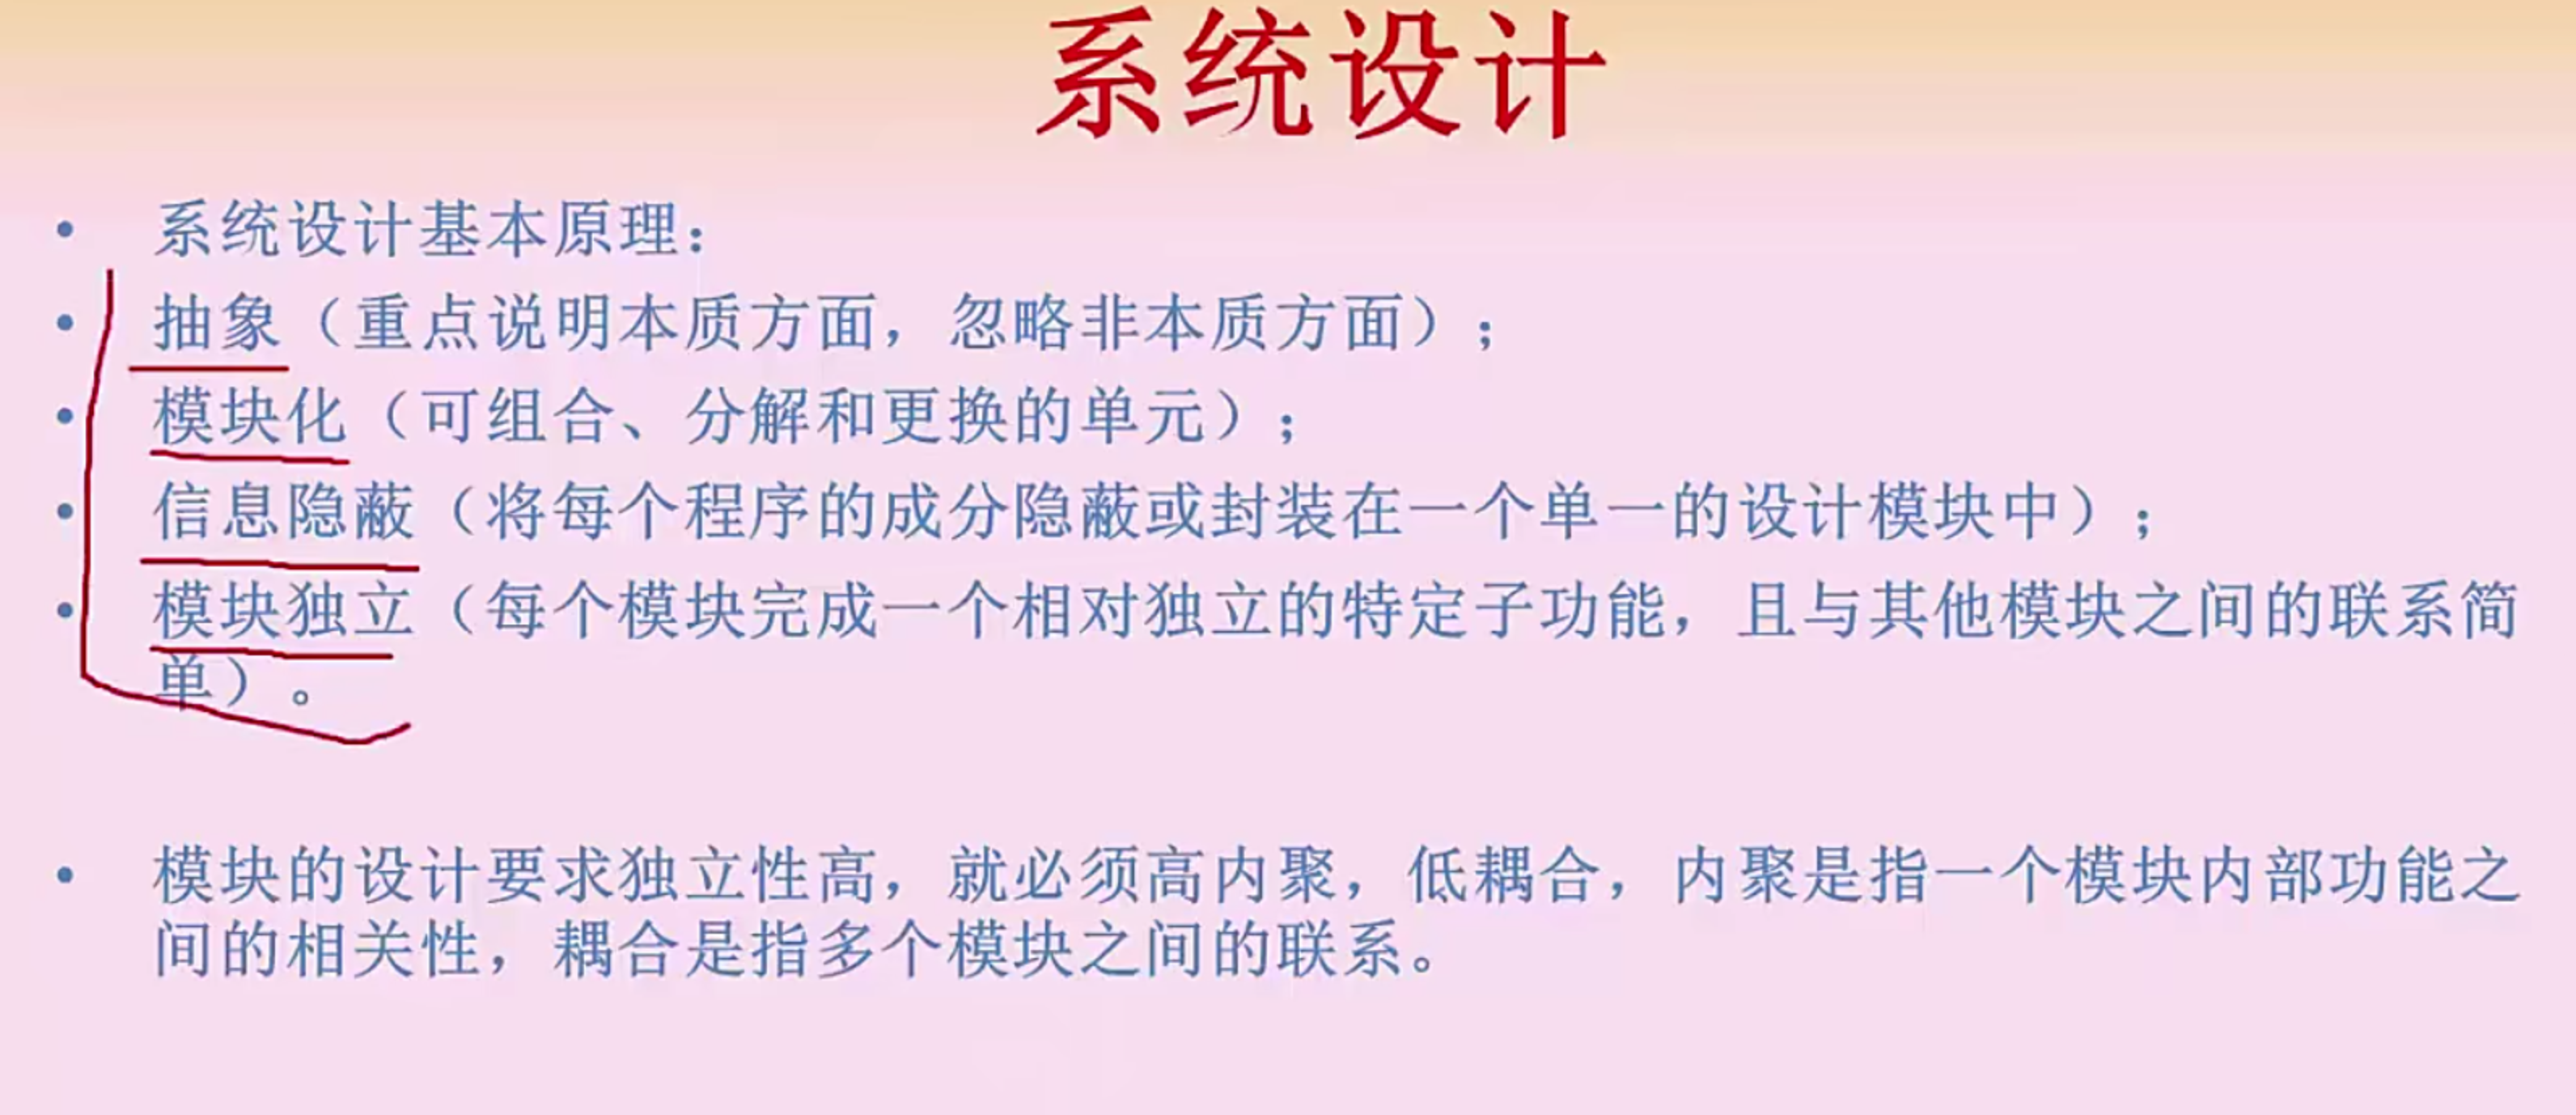 系统设计
• 系统设计基本原理：
• 抽象（重点说明本质方面，忽略非本质方面）；
• 模块化（可组合、分解和更换的单元）；
• 信息隐蔽（将每个程序的成分隐蔽或封装在一个单一的设计模块中）；
• 模块独立（每个模块完成一个相对独立的特定子功能，且与其他模块之间的联系简
单）。
• 模块的设计要求独立性高，就必须高内聚，低耦合，内聚是指一个模块内部功能之
间的相关性，耦合是指多个模块之间的联系。